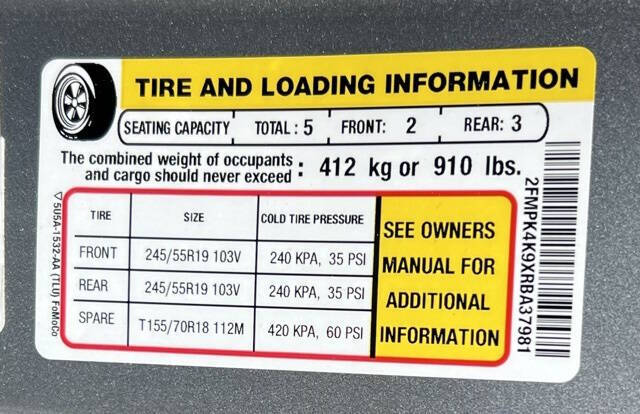 TIRE AND LOADING INFORMATION
SEATING CAPACITY TOTAL : 5 FRONT: 2 REAR: 3
The combined weight of occupants
and cargo should never exceed : 412 kg or 910 lbs.
TIRE SIZE COLD TIRE PRESSURE
FRONT 245/55R19 103V 240 KPA, 35 PSI
REAR 245/55R19 103V 240 KPA, 35 PSI
SPARE T155/70R18 112M 420 KPA, 60 PSI
SEE OWNERS
MANUAL FOR
ADDITIONAL
INFORMATION
2FMPK4K9XRBA37981
5U5A-1532-AA (TLU) FoMoCo